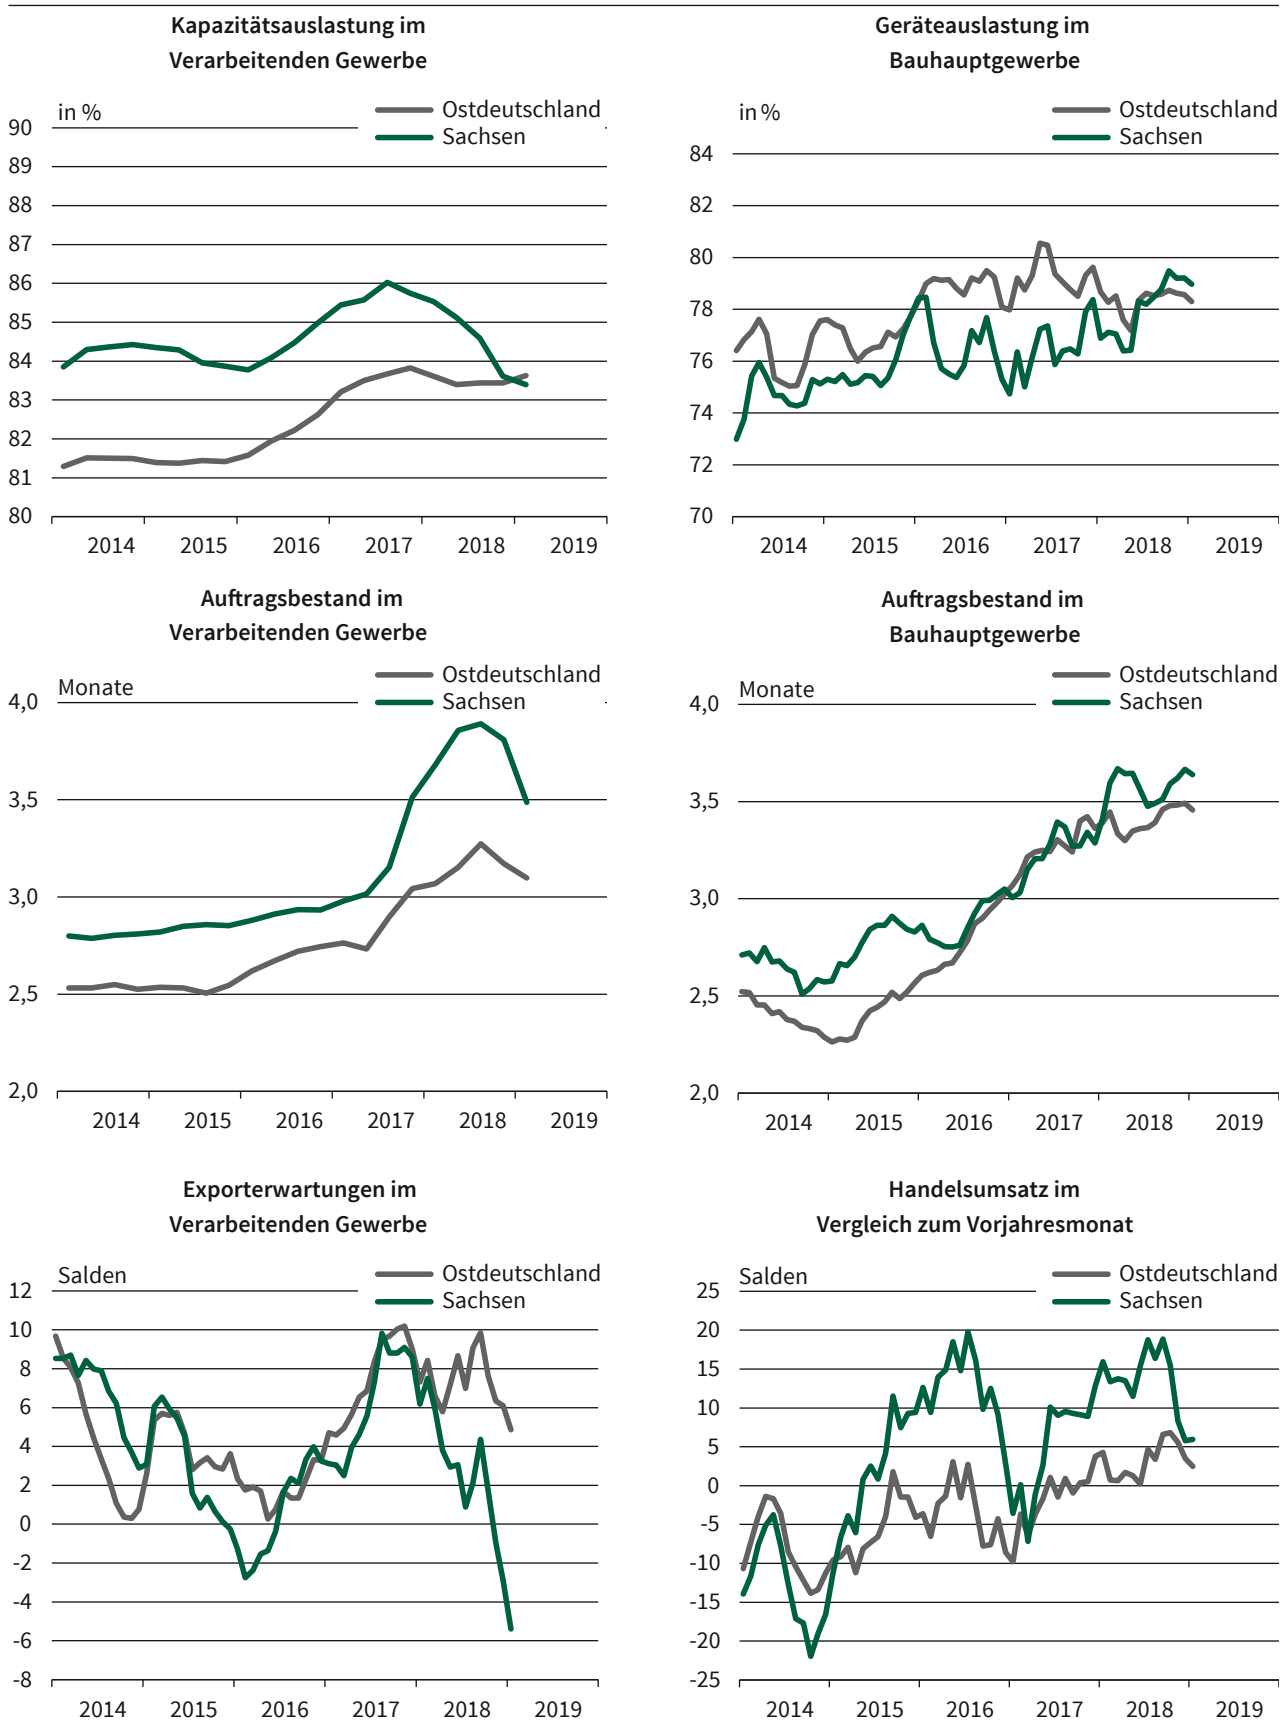 Kapazitätsauslastung im
Verarbeitenden Gewerbe
in %
Ostdeutschland
Sachsen
90
89
88
87
86
85
84
83
82
81
80
2014 2015 2016 2017 2018 2019
Geräteauslastung im
Bauhauptgewerbe
in %
Ostdeutschland
Sachsen
84
82
80
78
76
74
72
70
2014 2015 2016 2017 2018 2019
Auftragsbestand im
Verarbeitenden Gewerbe
Monate
Ostdeutschland
Sachsen
4,0
3,5
3,0
2,5
2,0
2014 2015 2016 2017 2018 2019
Auftragsbestand im
Bauhauptgewerbe
Monate
Ostdeutschland
Sachsen
4,0
3,5
3,0
2,5
2,0
2014 2015 2016 2017 2018 2019
Exporterwartungen im
Verarbeitenden Gewerbe
Salden
Ostdeutschland
Sachsen
12
10
8
6
4
2
0
-2
-4
-6
-8
2014 2015 2016 2017 2018 2019
Handelsumsatz im
Vergleich zum Vorjahresmonat
Salden
Ostdeutschland
Sachsen
25
20
15
10
5
0
-5
-10
-15
-20
-25
2014 2015 2016 2017 2018 2019